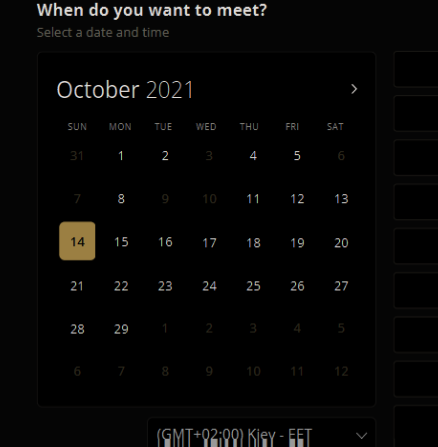 When do you want to meet?
Select a date and time
October 2021
SUN MON TUE WED THU FRI SAT
31 1 2 3 4 5 6
7 8 9 10 11 12 13
14 15 16 17 18 19 20
21 22 23 24 25 26 27
28 29 1 2 3 4 5
6 7 8 9 10 11 12
(GMT+02:00) Kiev - EET